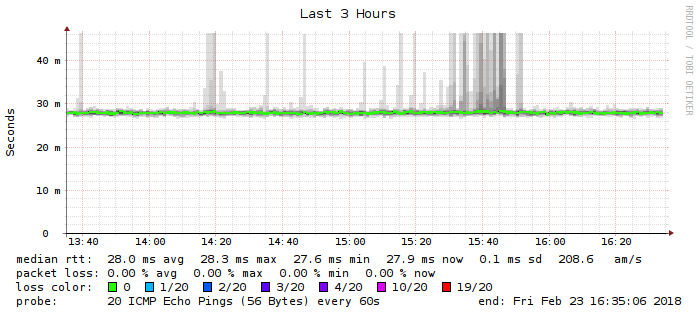 Last 3 Hours
RRDTOOL / TOBI OETIKER
Seconds
40 m
30 m
20 m
10 m
0
13:40 14:00 14:20 14:40 15:00 15:20 15:40 16:00 16:20
median rtt: 28.0 ms avg 28.3 ms max 27.6 ms min 27.9 ms now 0.1 ms sd 208.6 am/s
packet loss: 0.00 % avg 0.00 % max 0.00 % min 0.00 % now
loss color: 0 1/20 2/20 3/20 4/20 10/20 19/20
probe: 20 ICMP Echo Pings (56 Bytes) every 60s end: Fri Feb 23 16:35:06 2018